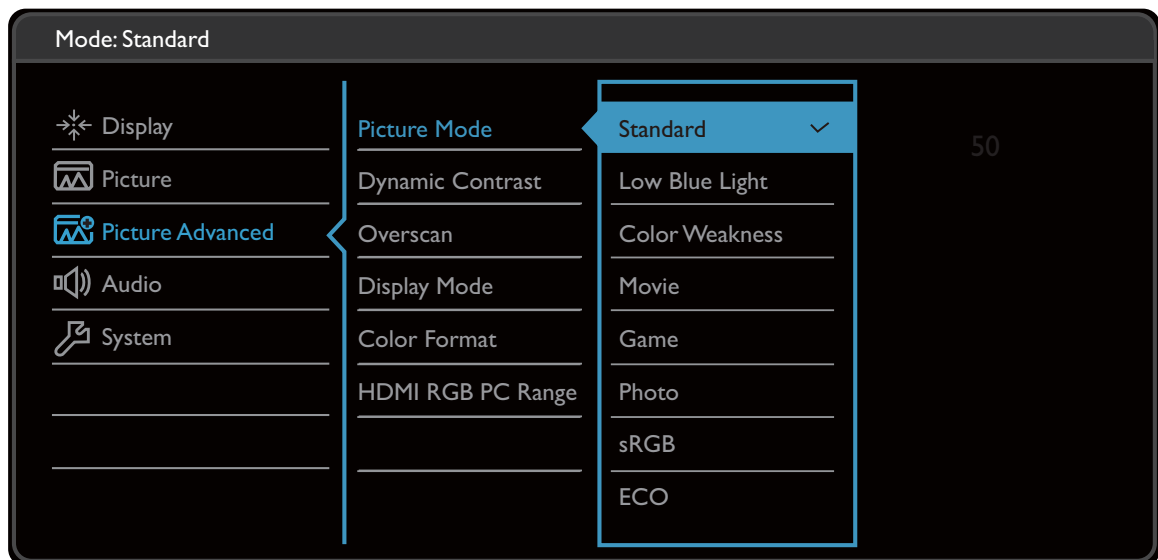 Mode: Standard
Display
Picture
Picture Advanced
Audio
System
Picture Mode
Dynamic Contrast
Overscan
Display Mode
Color Format
HDMI RGB PC Range
Standard
Low Blue Light
Color Weakness
Movie
Game
Photo
sRGB
ECO
50